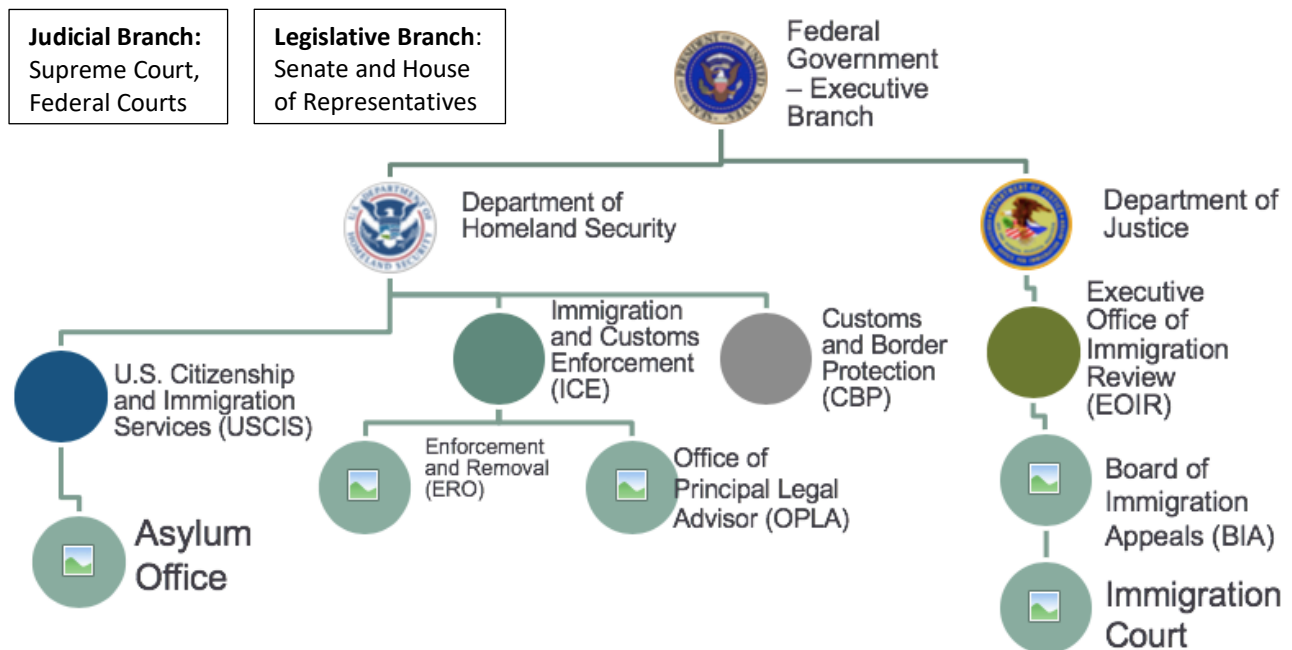 Judicial Branch:
Supreme Court,
Federal Courts
Legislative Branch:
Senate and House
of Representatives
Federal
Government
– Executive
Branch
Department of
Homeland Security
Department of
Justice
U.S. Citizenship
and Immigration
Services (USCIS)
Immigration
and Customs
Enforcement
(ICE)
Customs
and Border
Protection
(CBP)
Executive
Office of
Immigration
Review
(EOIR)
Asylum
Office
Enforcement
and Removal
(ERO)
Office of
Principal Legal
Advisor (OPLA)
Board of
Immigration
Appeals (BIA)
Immigration
Court